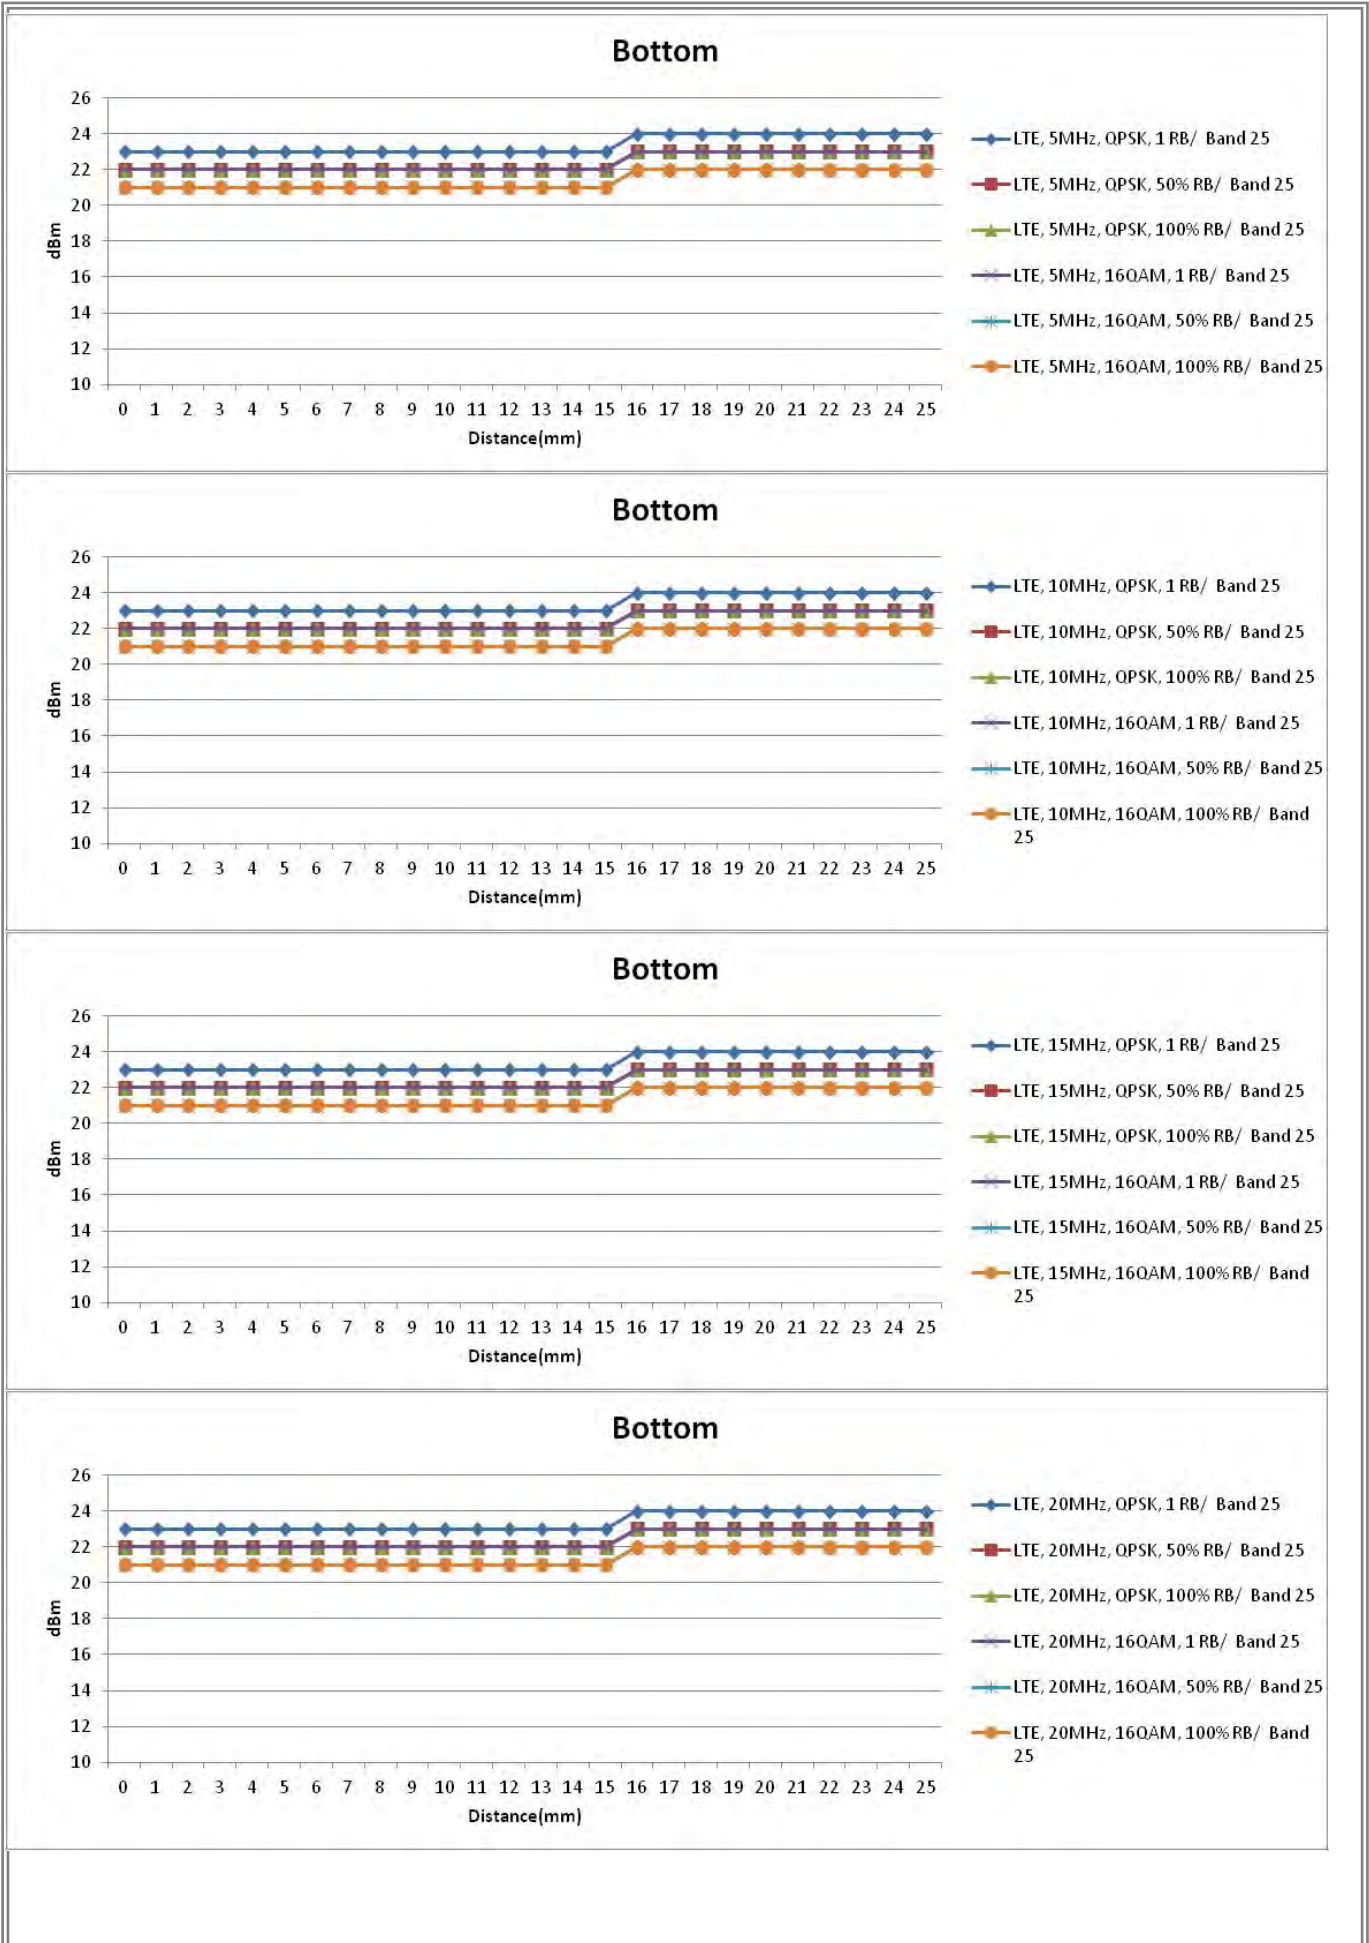 Bottom
26
24
22
20
18
16
14
12
10
dBm
0 1 2 3 4 5 6 7 8 9 10 11 12 13 14 15 16 17 18 19 20 21 22 23 24 25
Distance(mm)
LTE, 5MHz, QPSK, 1 RB/ Band 25
LTE, 5MHz, QPSK, 50% RB/ Band 25
LTE, 5MHz, QPSK, 100% RB/ Band 25
LTE, 5MHz, 16QAM, 1 RB/ Band 25
LTE, 5MHz, 16QAM, 50% RB/ Band 25
LTE, 5MHz, 16QAM, 100% RB/ Band 25
Bottom
26
24
22
20
18
16
14
12
10
dBm
0 1 2 3 4 5 6 7 8 9 10 11 12 13 14 15 16 17 18 19 20 21 22 23 24 25
Distance(mm)
LTE, 10MHz, QPSK, 1 RB/ Band 25
LTE, 10MHz, QPSK, 50% RB/ Band 25
LTE, 10MHz, QPSK, 100% RB/ Band 25
LTE, 10MHz, 16QAM, 1 RB/ Band 25
LTE, 10MHz, 16QAM, 50% RB/ Band 25
LTE, 10MHz, 16QAM, 100% RB/ Band
25
Bottom
26
24
22
20
18
16
14
12
10
dBm
0 1 2 3 4 5 6 7 8 9 10 11 12 13 14 15 16 17 18 19 20 21 22 23 24 25
Distance(mm)
LTE, 15MHz, QPSK, 1 RB/ Band 25
LTE, 15MHz, QPSK, 50% RB/ Band 25
LTE, 15MHz, QPSK, 100% RB/ Band 25
LTE, 15MHz, 16QAM, 1 RB/ Band 25
LTE, 15MHz, 16QAM, 50% RB/ Band 25
LTE, 15MHz, 16QAM, 100% RB/ Band
25
Bottom
26
24
22
20
18
16
14
12
10
dBm
0 1 2 3 4 5 6 7 8 9 10 11 12 13 14 15 16 17 18 19 20 21 22 23 24 25
Distance(mm)
LTE, 20MHz, QPSK, 1 RB/ Band 25
LTE, 20MHz, QPSK, 50% RB/ Band 25
LTE, 20MHz, QPSK, 100% RB/ Band 25
LTE, 20MHz, 16QAM, 1 RB/ Band 25
LTE, 20MHz, 16QAM, 50% RB/ Band 25
LTE, 20MHz, 16QAM, 100% RB/ Band
25